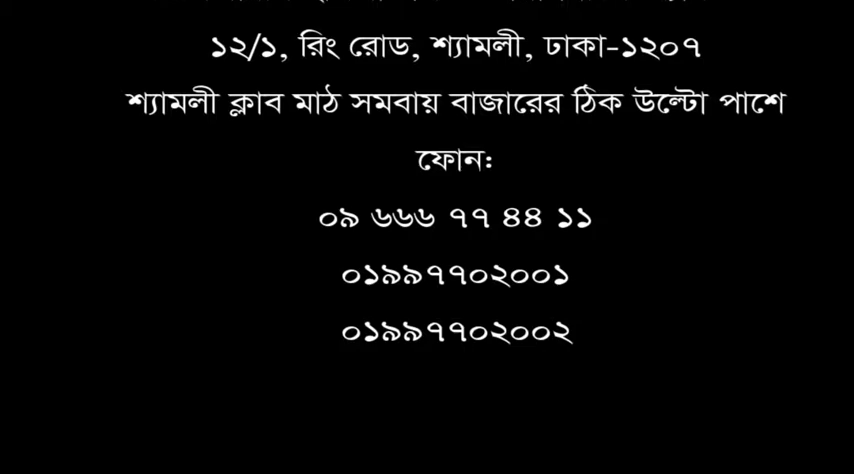 ১২/১, রিং রোড, শ্যামলী, ঢাকা-১২০৭
শ্যামলী ক্লাব মাঠ সমবায় বাজারের ঠিক উল্টো পাশে
ফোন:
০৯ ৬৬৬ ৭৭ ৪৪ ১১
০১৯৯৭৭০২০০১
০১৯৯৭৭০২০০২